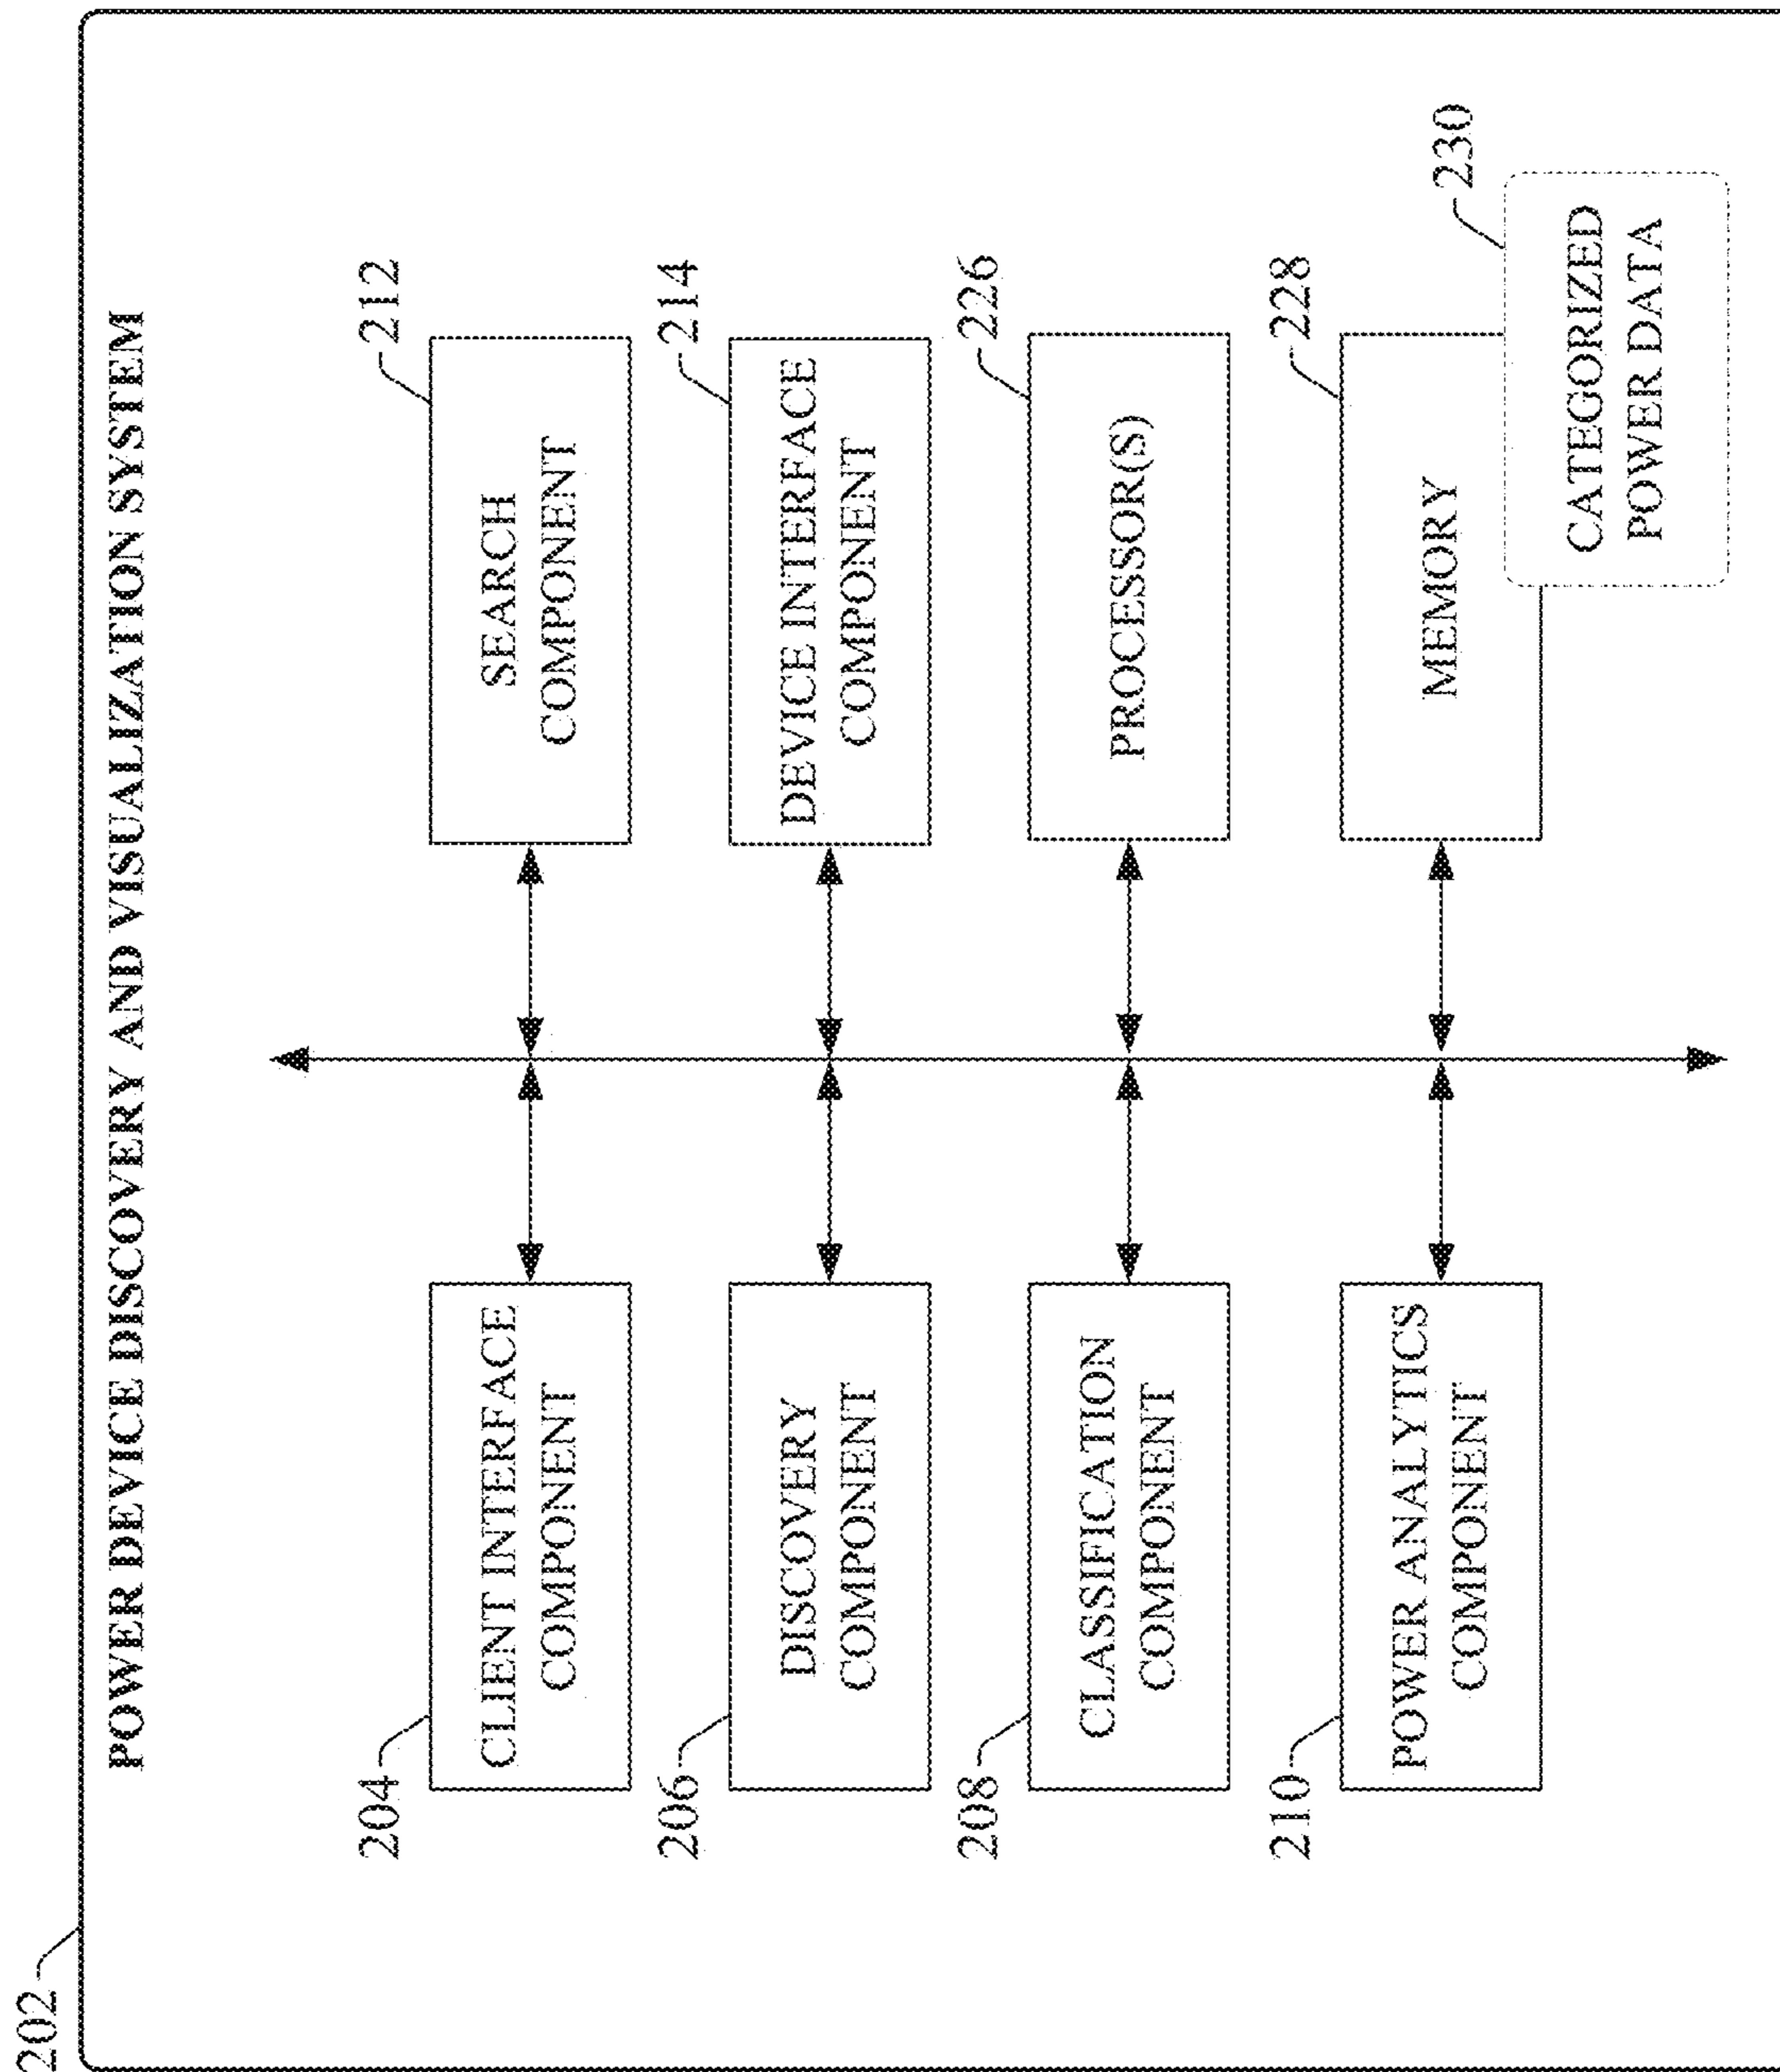 202
POWER DEVICE DISCOVERY AND VISUALIZATION SYSTEM
204
CLIENT INTERFACE
COMPONENT
212
SEARCH
COMPONENT
206
DISCOVERY
COMPONENT
214
DEVICE INTERFACE
COMPONENT
208
CLASSIFICATION
COMPONENT
226
PROCESSOR(S)
210
POWER ANALYTICS
COMPONENT
228
MEMORY
230
CATEGORIZED
POWER DATA